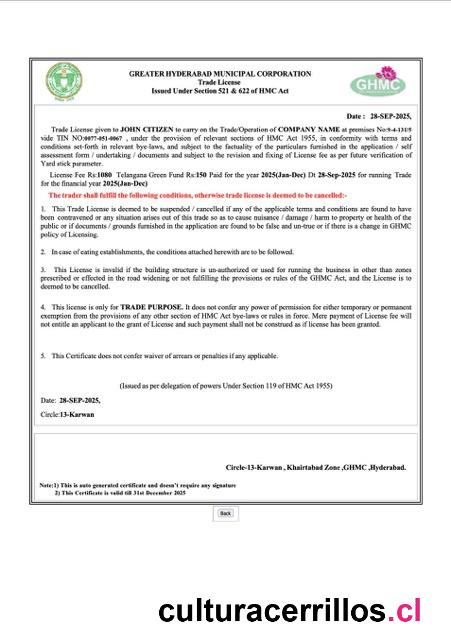 GREATER HYDERABAD MUNICIPAL CORPORATION
Trade License
Issued Under Section 521 & 622 of HMC Act
GHMC
Date : 28-SEP-2025,
Trade License given to JOHN CITIZEN to carry on the Trade/Operation of COMPANY NAME at premises No:9-4-131/5
vide TIN NO:0077-051-0067 , under the provision of relevant sections of HMC Act 1955, in conformity with terms and
conditions set-forth in relevant bye-laws, and subject to the factuality of the particulars furnished in the application / self
assessment form / undertaking / documents and subject to the revision and fixing of License fee as per future verification of
Yard stick parameter.
License Fee Rs:1080 Telangana Green Fund Rs:150 Paid for the year 2025(Jan-Dec) Dt 28-Sep-2025 for running Trade
for the financial year 2025(Jan-Dec)
The trader shall fulfill the following conditions, otherwise trade license is deemed to be cancelled:-
1. This Trade License is deemed to be suspended / cancelled if any of the applicable terms and conditions are found to have
been contravened or any situation arises out of this trade so as to cause nuisance / damage / harm to property or health of the
public or if documents / grounds furnished in the application are found to be false and un-true or if there is a change in GHMC
policy of Licensing.
2. In case of eating establishments, the conditions attached herewith are to be followed.
3. This License is invalid if the building structure is un-authorized or used for running the business in other than zones
prescribed or effected in the road widening or not fulfilling the provisions or rules of the GHMC Act, and the License is to
deemed to be cancelled.
4. This license is only for TRADE PURPOSE. It does not confer any power of permission for either temporary or permanent
exemption from the provisions of any other section of HMC Act bye-laws or rules in force. Mere payment of License fee will
not entitle an applicant to the grant of License and such payment shall not be construed as if license has been granted.
5. This Certificate does not confer waiver of arrears or penalties if any applicable.
(Issued as per delegation of powers Under Section 119 of HMC Act 1955)
Date: 28-SEP-2025,
Circle:13-Karwan
Circle-13-Karwan , Khairtabad Zone ,GHMC ,Hyderabad.
Note:1) This is auto generated certificate and doesn't require any signature
2) This Certificate is valid till 31st December 2025
Back
culturacerrillos.cl